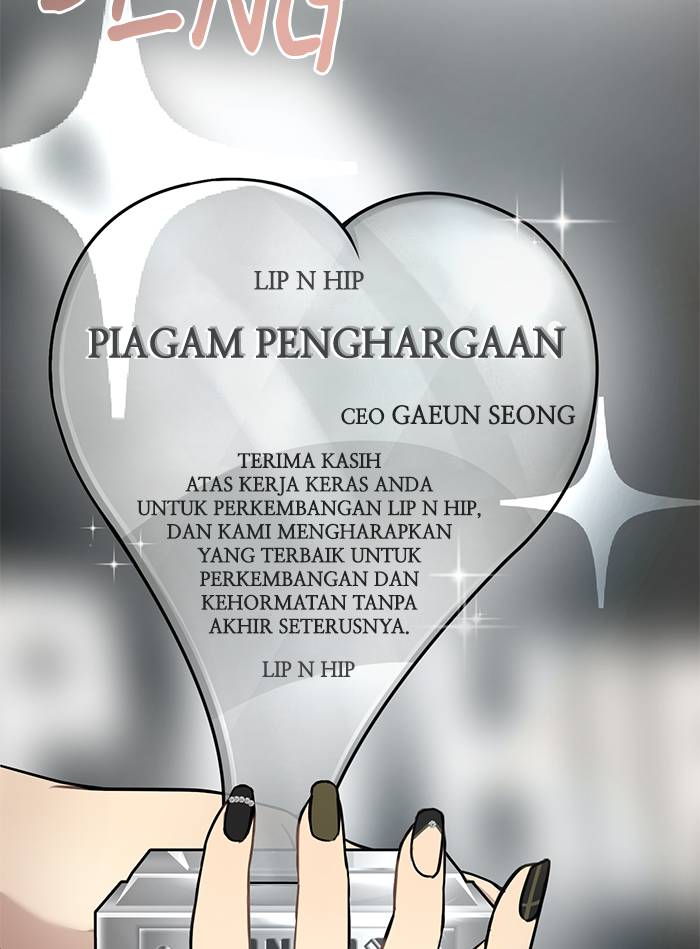 LIP N HIP
PIAGAM PENGHARGAAN
CEO GAEUN SEONG
TERIMA KASIH
ATAS KERJA KERAS ANDA
UNTUK PERKEMBANGAN LIP N HIP,
DAN KAMI MENGHARAPKAN
YANG TERBAIK UNTUK
PERKEMBANGAN DAN
KEHORMATAN TANPA
AKHIR SETERUSNYA.
LIP N HIP